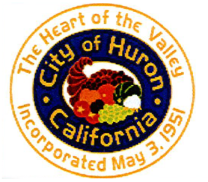 The Heart of the Valley
City of Huron
California
Incorporated May 3, 1951